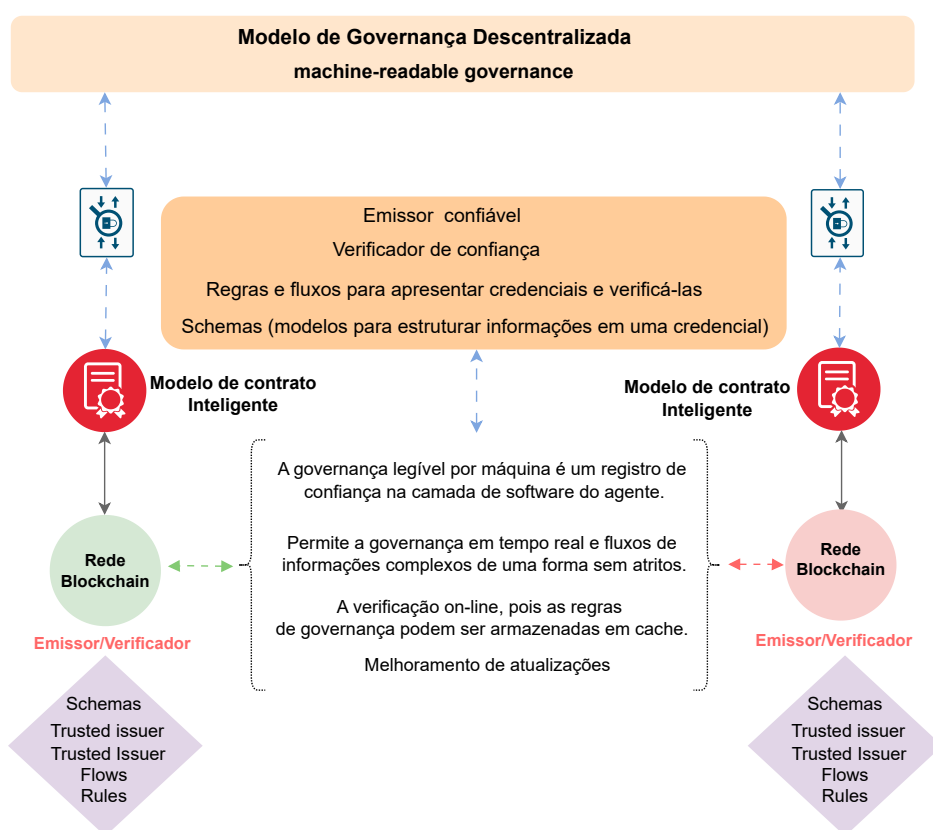 Modelo de Governança Descentralizada
machine-readable governance
Emissor confiável
Verificador de confiança
Regras e fluxos para apresentar credenciais e verificá-las
Schemas (modelos para estruturar informações em uma credencial)
Modelo de contrato
Inteligente
Modelo de contrato
Inteligente
A governança legível por máquina é um registro de
confiança na camada de software do agente.
Permite a governança em tempo real e fluxos de
informações complexos de uma forma sem atritos.
A verificação on-line, pois as regras
de governança podem ser armazenadas em cache.
Melhoramento de atualizações
Rede
Blockchain
Emissor/Verificador
Schemas
Trusted issuer
Trusted Issuer
Flows
Rules
Rede
Blockchain
Emissor/Verificador
Schemas
Trusted issuer
Trusted Issuer
Flows
Rules